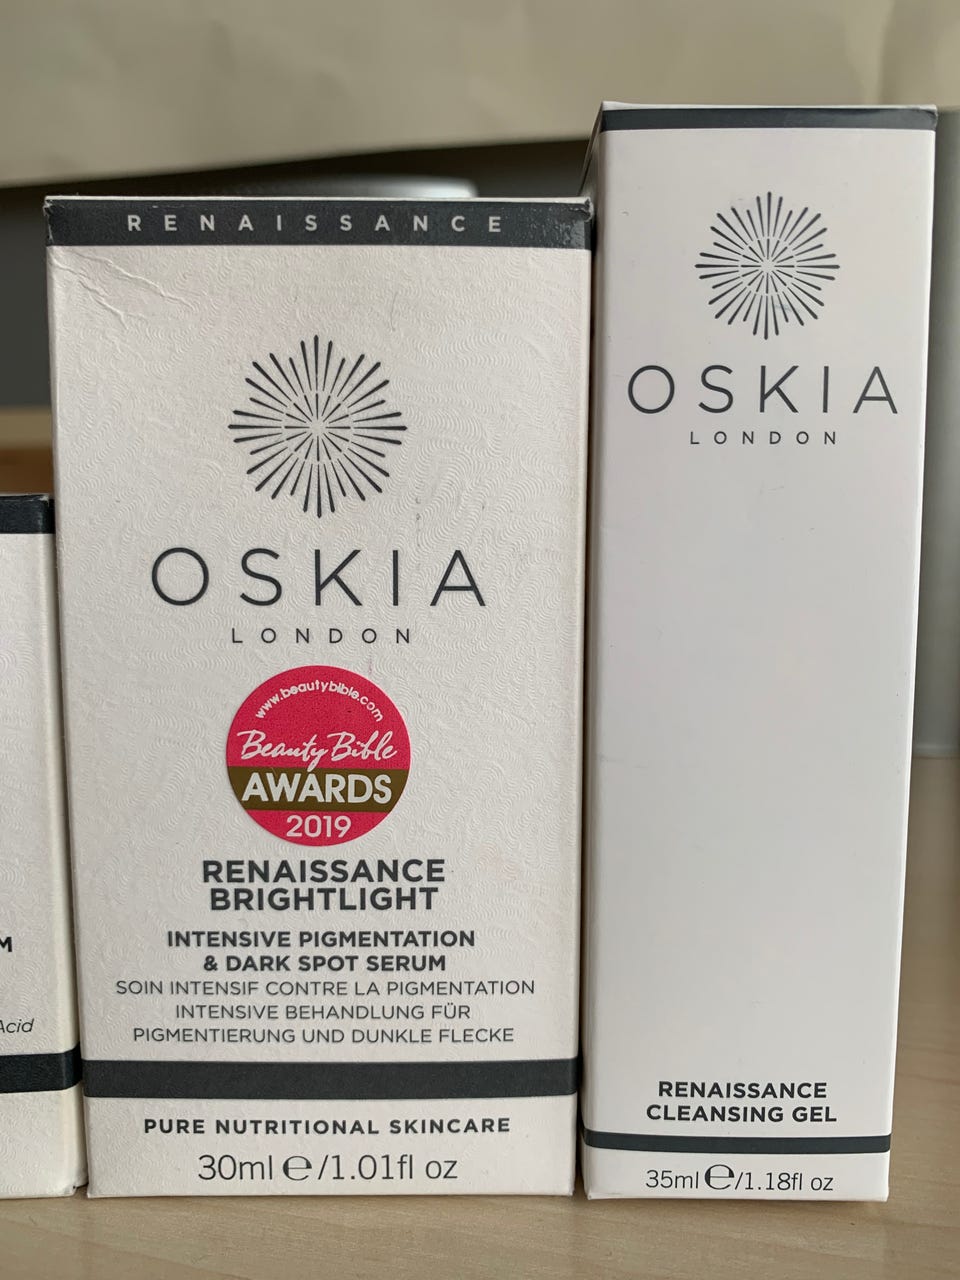 RENAISSANCE
OSKIA
LONDON
www.beautybible.com
Beauty Bible
AWARDS
2019
RENAISSANCE
BRIGHTLIGHT
INTENSIVE PIGMENTATION
& DARK SPOT SERUM
SOIN INTENSIF CONTRE LA PIGMENTATION
INTENSIVE BEHANDLUNG FÜR
PIGMENTIERUNG UND DUNKLE FLECKE
PURE NUTRITIONAL SKINCARE
30ml ℮/1.01fl oz
OSKIA
LONDON
RENAISSANCE
CLEANSING GEL
35ml ℮/1.18fl oz
M
Acid